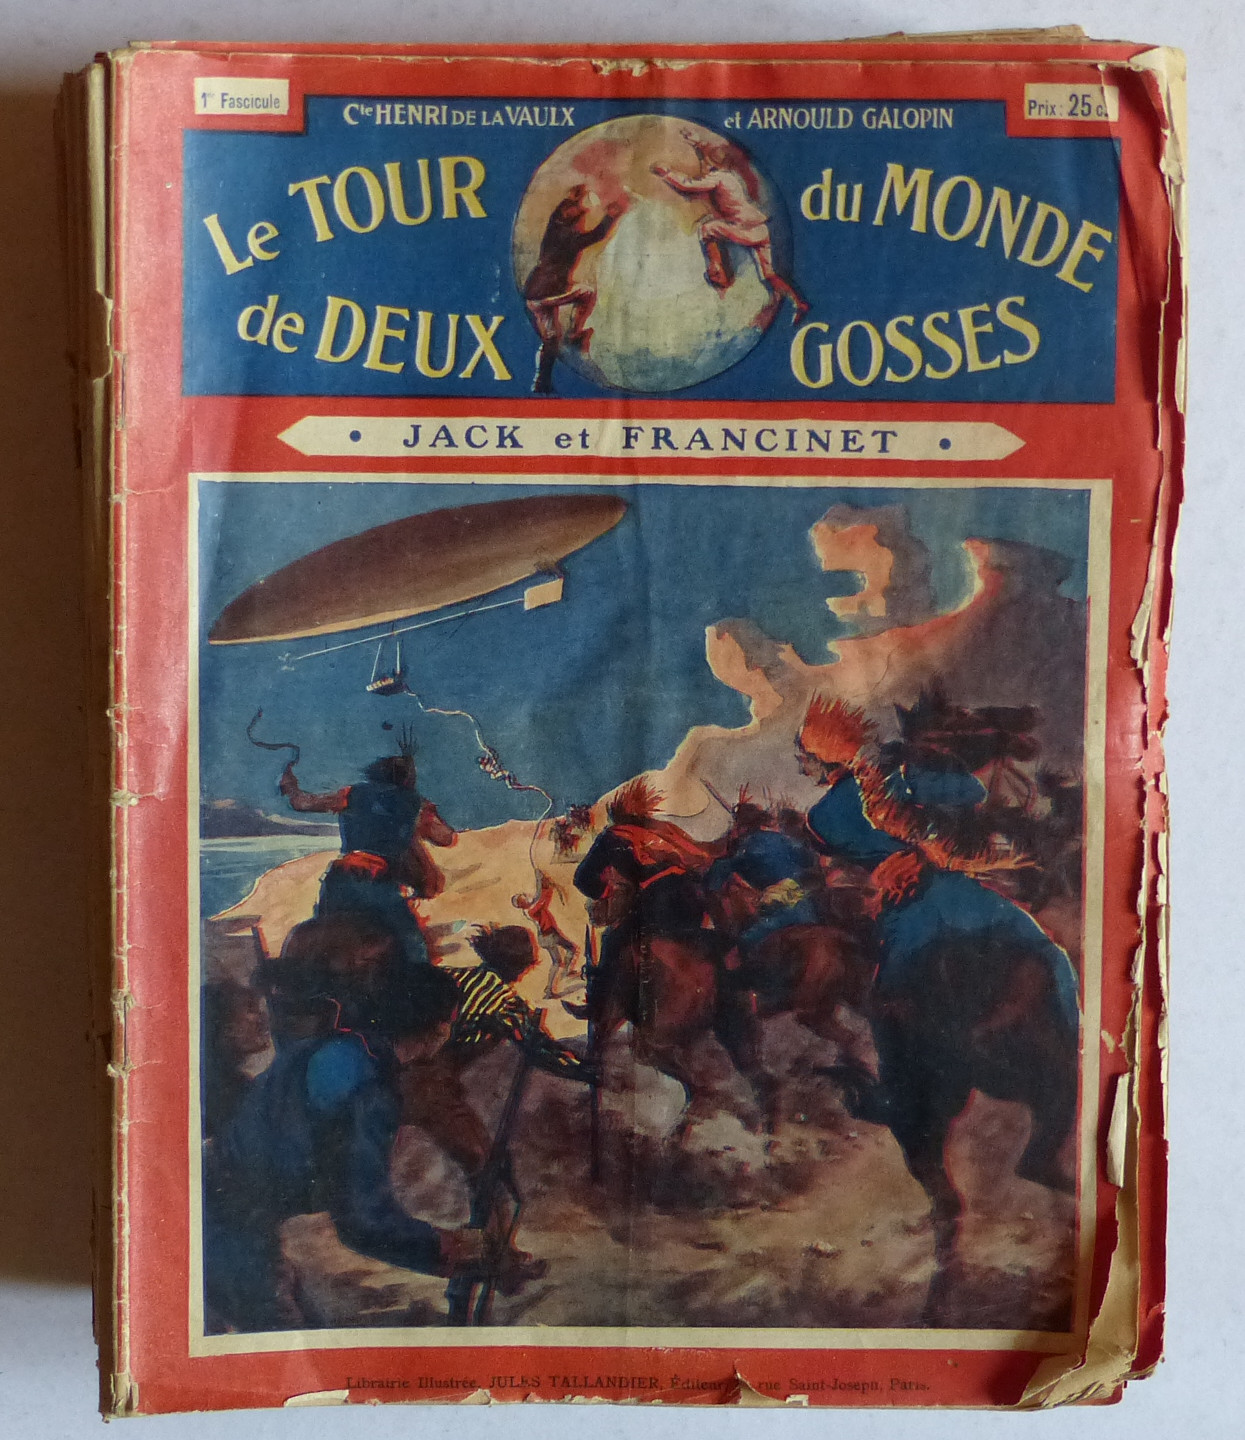 1er Fascicule
Prix: 25 c.
Cte HENRI DE LA VAULX et ARNOULD GALOPIN
Le TOUR du MONDE
de DEUX GOSSES
• JACK et FRANCINET •
Librairie Illustrée, JULES TALLANDIER, Éditeur, rue Saint-Joseph, Paris.